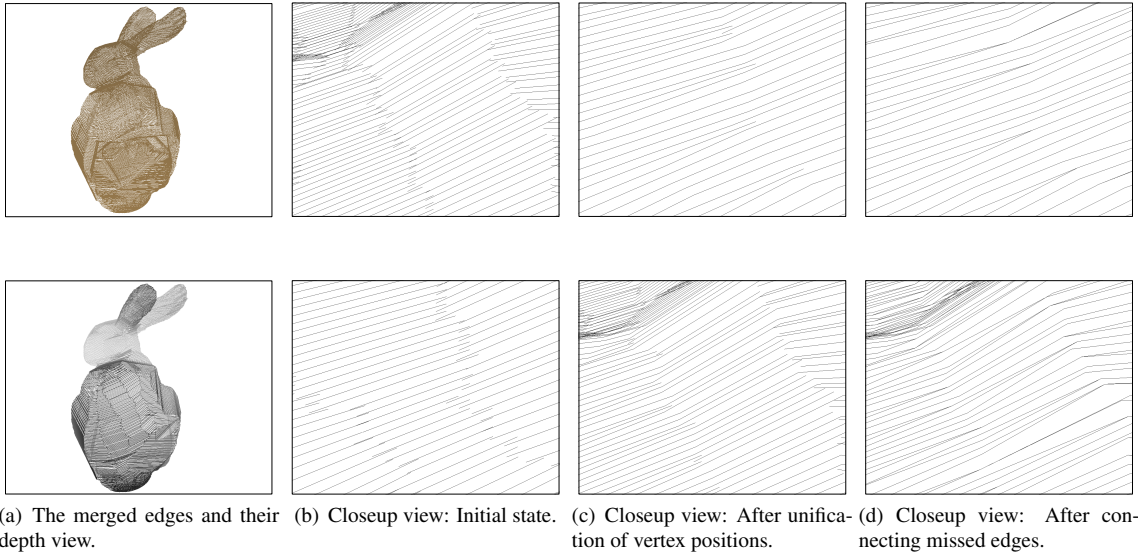 (a) The merged edges and their
depth view.
(b) Closeup view: Initial state.
(c) Closeup view: After unifica-
tion of vertex positions.
(d) Closeup view: After con-
necting missed edges.